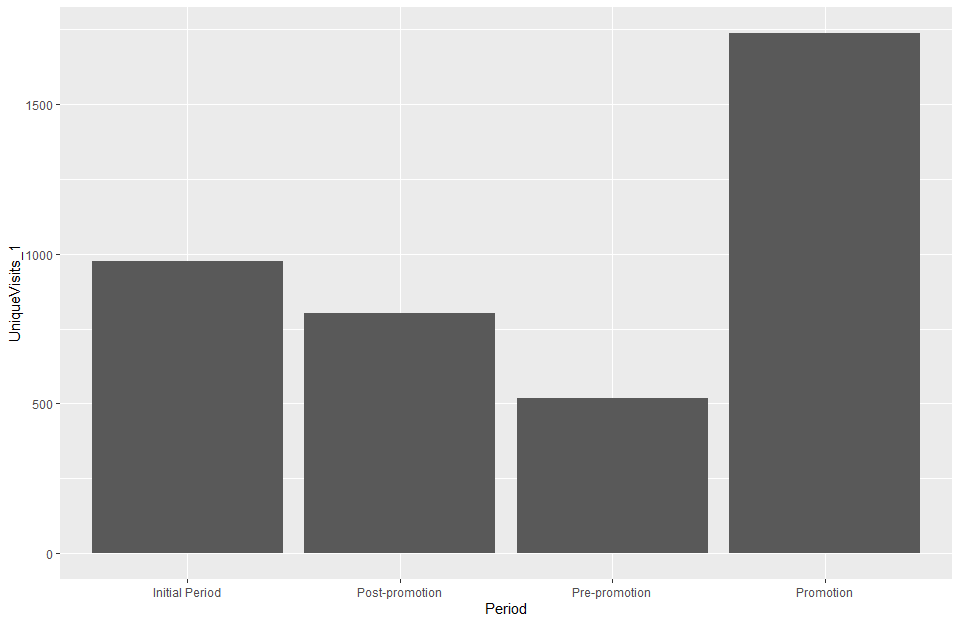 UniqueVisits_1
1500
1000
500
0
Initial Period
Post-promotion
Pre-promotion
Promotion
Period